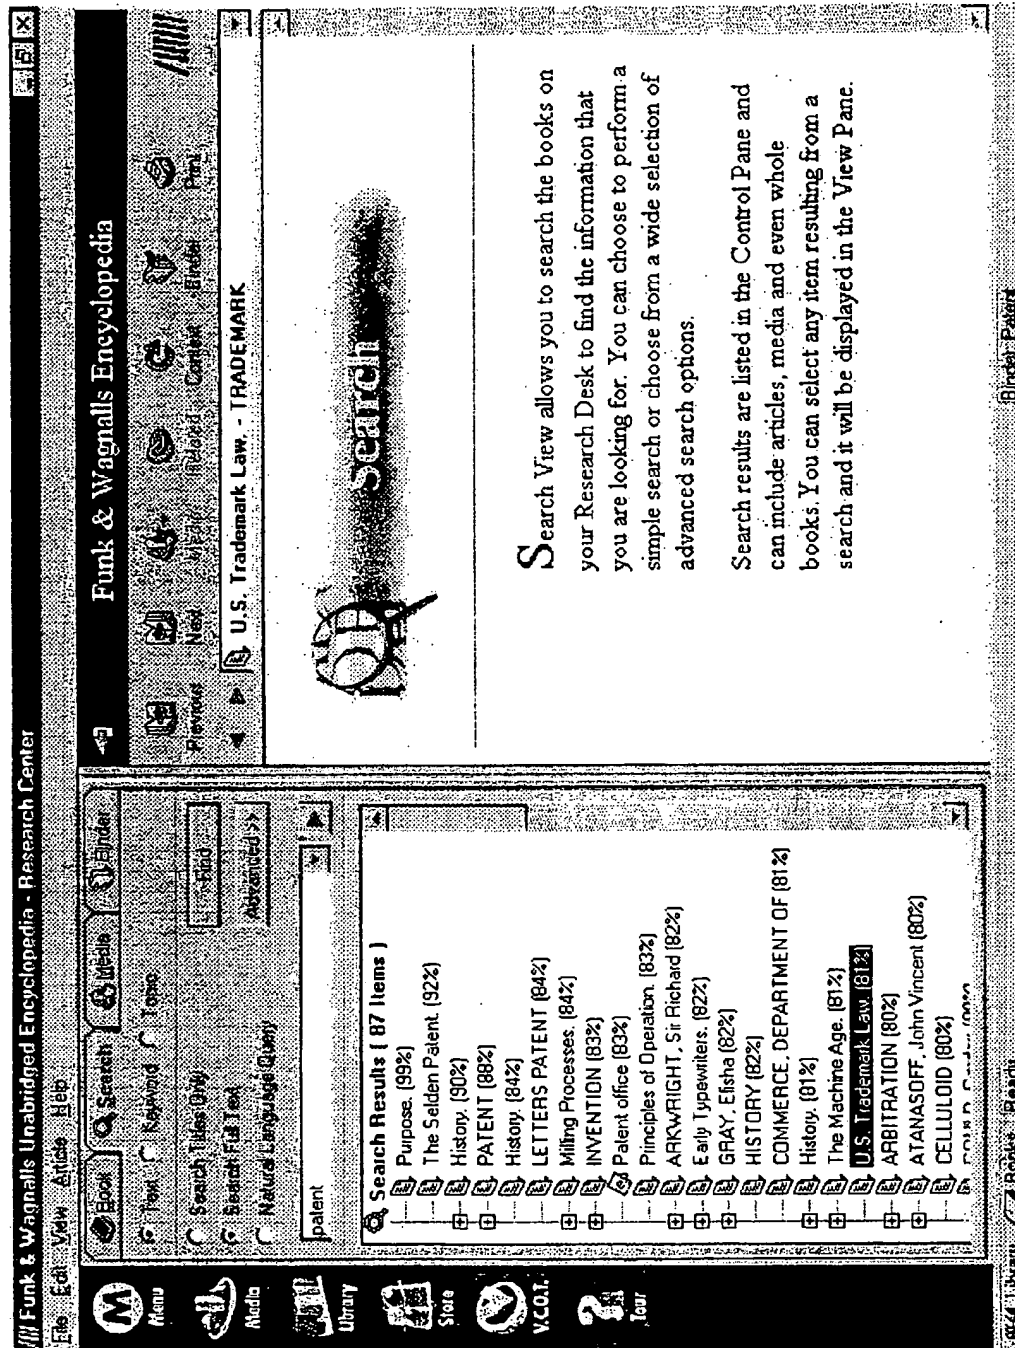 Funk & Wagnalls Unabridged Encyclopedia - Research Center
File Edit View Article Help
Book Search Media Binder
Text Keyword Topic
Search Titles Only
Search Full Text
Natural Language Query
Find
Advanced >>
patent
Search Results ( 87 Items )
Purpose. (99%)
The Selden Patent. (92%)
History. (90%)
PATENT (88%)
History. (84%)
LETTERS PATENT (84%)
Milling Processes. (84%)
INVENTION (83%)
Patent office (83%)
Principles of Operation. (83%)
ARKWRIGHT, Sir Richard (82%)
Early Typewriters. (82%)
GRAY, Elisha (82%)
HISTORY (82%)
COMMERCE, DEPARTMENT OF (81%)
History. (81%)
The Machine Age. (81%)
U.S. Trademark Law. (81%)
ARBITRATION (80%)
ATANASOFF, John Vincent (80%)
CELLULOID (80%)
Menu
Media
Library
Store
V.C.O.T.
Tour
Funk & Wagnalls Encyclopedia
Previous Next Media Related Context Binder Print
U.S. Trademark Law. - TRADEMARK
Search
Search View allows you to search the books on
your Research Desk to find the information that
you are looking for. You can choose to perform a
simple search or choose from a wide selection of
advanced search options.
Search results are listed in the Control Pane and
can include articles, media and even whole
books. You can select any item resulting from a
search and it will be displayed in the View Pane.
Library Books Ready
Binder: Patent